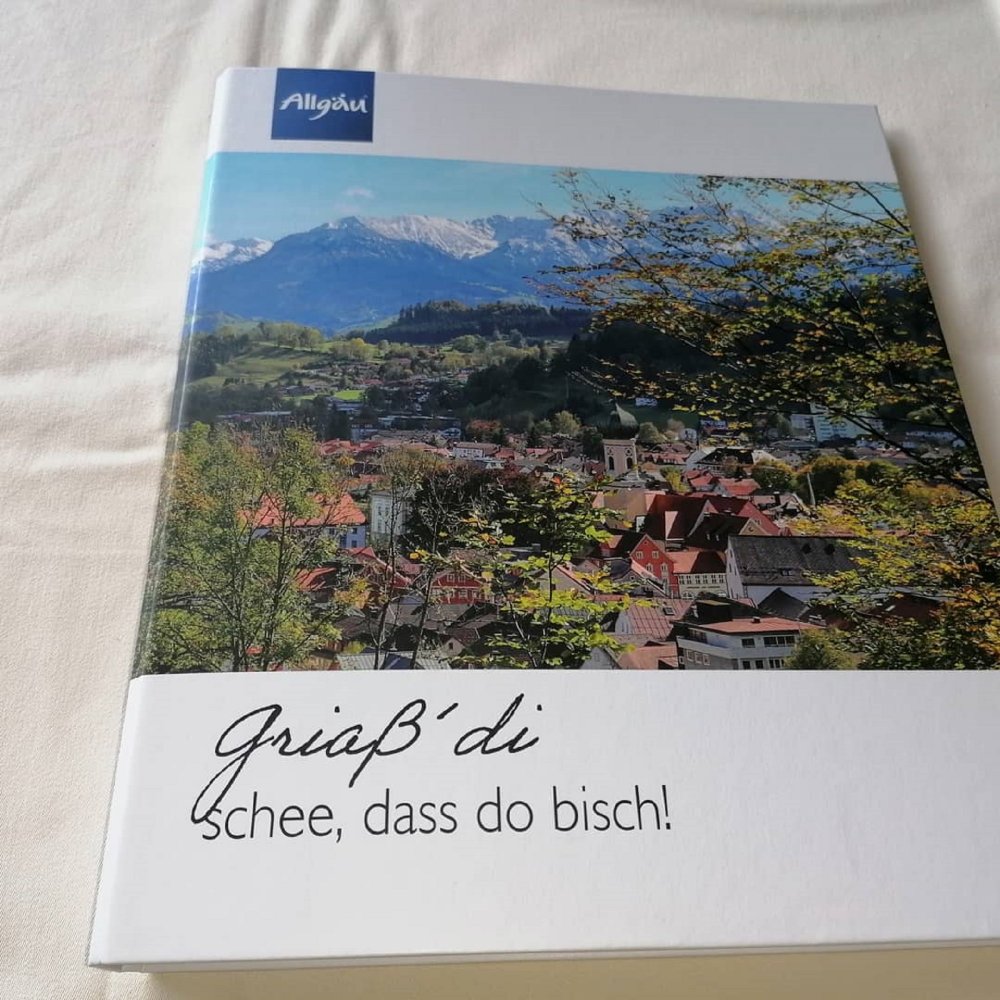 Allgäu
Griaß´di
schee, dass do bisch!